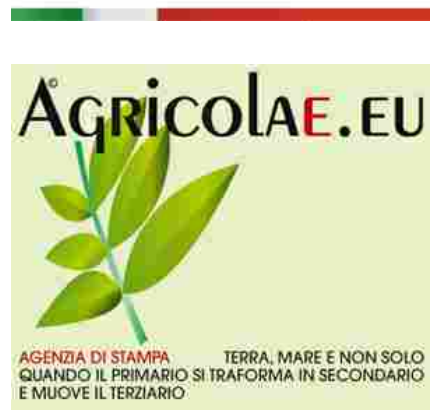 AGRICOLAE.EU
©
AGENZIA DI STAMPA TERRA, MARE E NON SOLO
QUANDO IL PRIMARIO SI TRAFORMA IN SECONDARIO
E MUOVE IL TERZIARIO